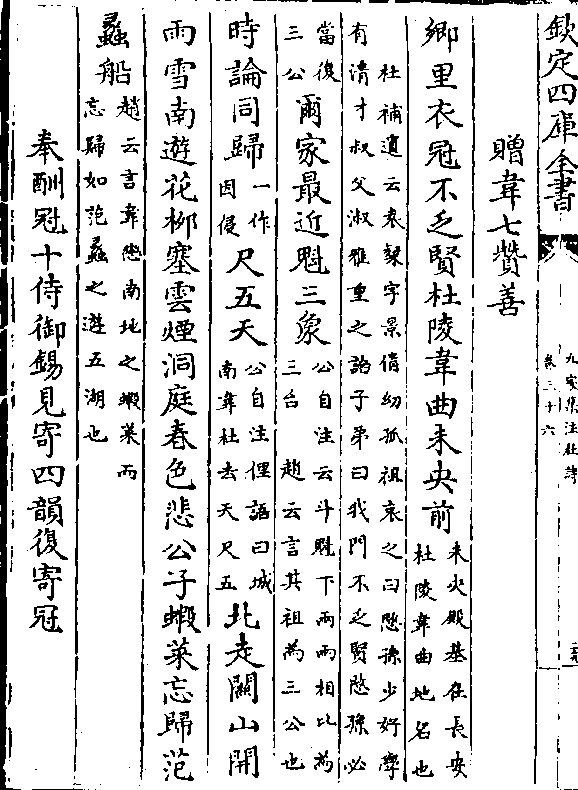 欽定四庫全書
九家集注杜詩
卷三十六
贈韋七贊善
鄉里衣冠不乏賢杜陵韋曲未央前
未央殿基在長安
杜陵韋曲地名也
杜補遺云袁粲字景倩幼孤祖哀之曰愍孫少好學
有清才叔父淑雅重之語子弟曰我門不乏賢愍孫必
當復
三公
爾家最近魁三象
公自注云斗魁下兩兩相比為
三台 趙云言其祖為三公也
時論同歸
一作
因侵
尺五天
公自注俚語曰城
南韋杜去天尺五
北走關山開
雨雪南遊花柳塞雲煙洞庭春色悲公子蝦菜忘歸范
蠡船
趙云言韋戀南地之蝦菜而
忘歸如范蠡之遊五湖也
奉酬冦十侍御錫見寄四韻復寄冦